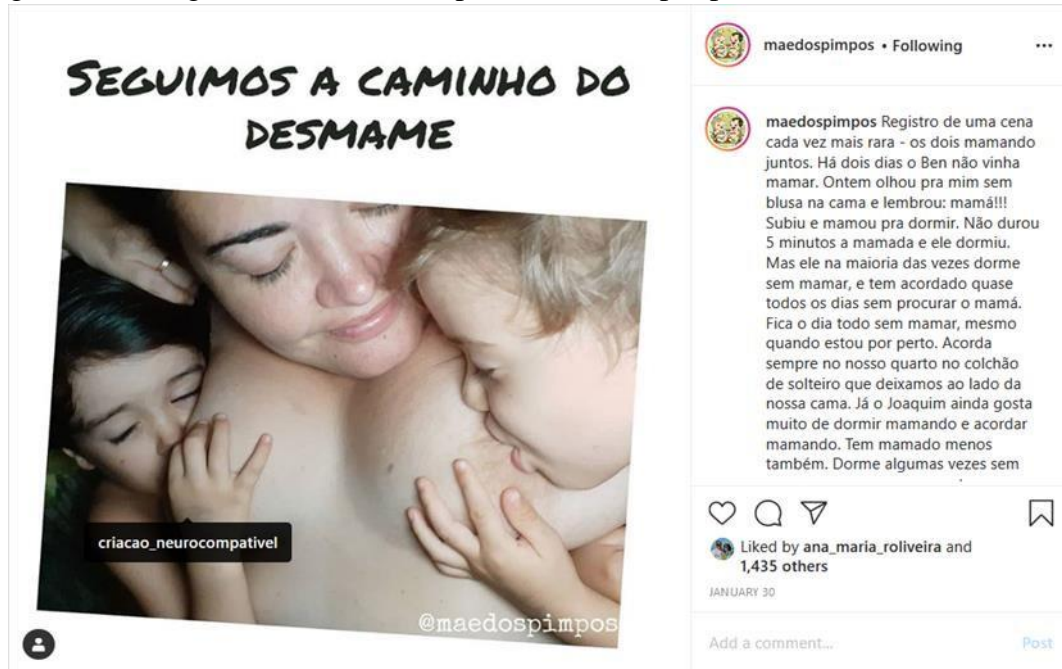 SEGUIMOS A CAMINHO DO
DESMAME
criacao_neurocompativel
@maedospimpos
maedospimpos • Following
maedospimpos Registro de uma cena
cada vez mais rara - os dois mamando
juntos. Há dois dias o Ben não vinha
mamar. Ontem olhou pra mim sem
blusa na cama e lembrou: mamá!!!
Subiu e mamou pra dormir. Não durou
5 minutos a mamada e ele dormiu.
Mas ele na maioria das vezes dorme
sem mamar, e tem acordado quase
todos os dias sem procurar o mamá.
Fica o dia todo sem mamar, mesmo
quando estou por perto. Acorda
sempre no nosso quarto no colchão
de solteiro que deixamos ao lado da
nossa cama. Já o Joaquim ainda gosta
muito de dormir mamando e acordar
mamando. Tem mamado menos
também. Dorme algumas vezes sem
Liked by ana_maria_roliveira and
1,435 others
JANUARY 30
Add a comment... Post